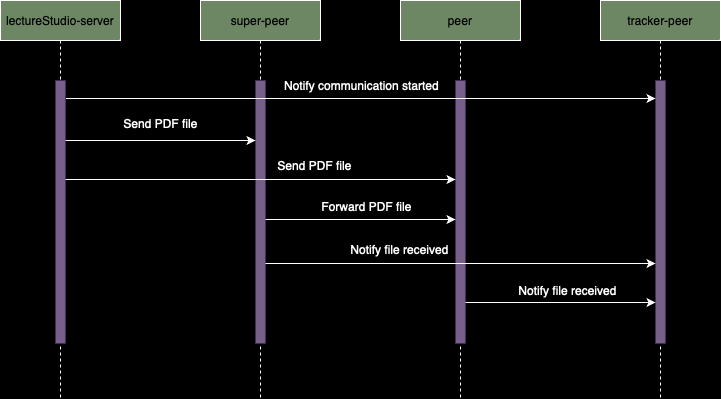 lectureStudio-server
super-peer
peer
tracker-peer
Notify communication started
Send PDF file
Send PDF file
Forward PDF file
Notify file received
Notify file received